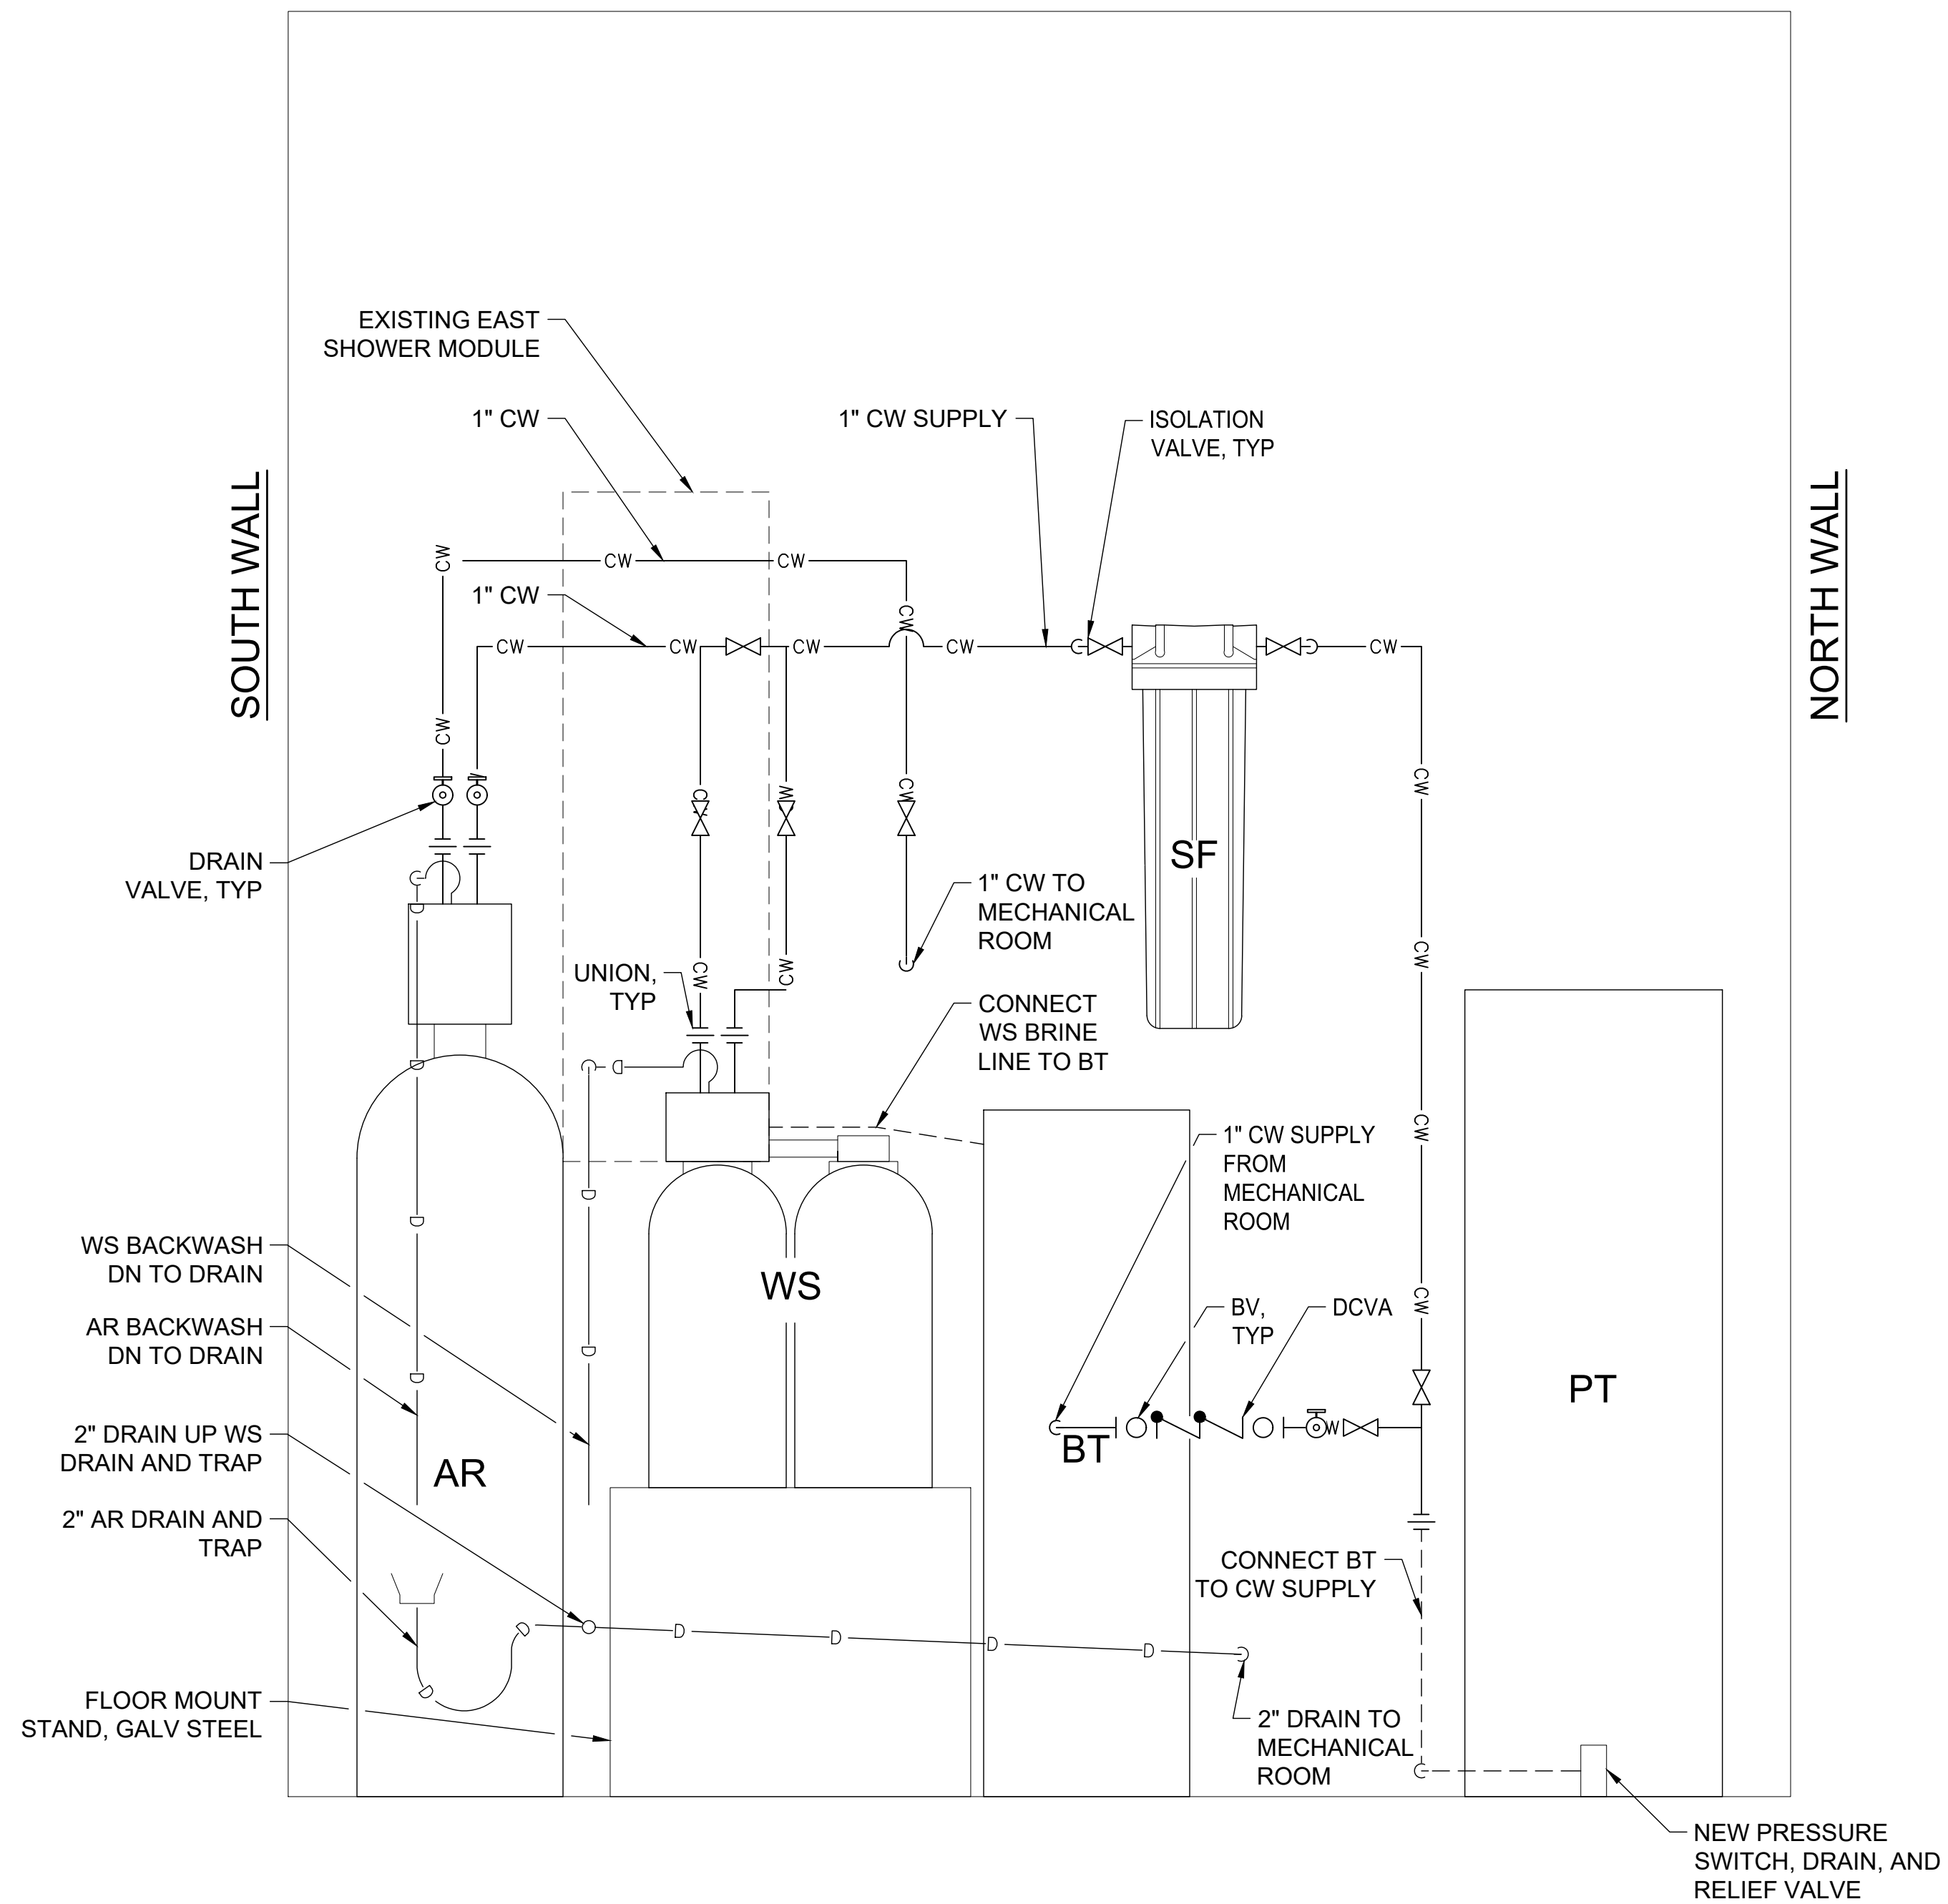 EXISTING EAST
SHOWER MODULE
1" CW
1" CW SUPPLY
ISOLATION
VALVE, TYP
SOUTH WALL
NORTH WALL
CW
CW
CW
1" CW
CW
CW
CW
CW
CW
CW
CW
CW
CW
CW
CW
SF
DRAIN
VALVE, TYP
1" CW TO
MECHANICAL
ROOM
D
CW
UNION,
TYP
CW
CW
CONNECT
WS BRINE
LINE TO BT
D
D
CW
1" CW SUPPLY
FROM
MECHANICAL
ROOM
D
D
WS BACKWASH
DN TO DRAIN
WS
CW
BV,
TYP
DCVA
AR BACKWASH
DN TO DRAIN
D
D
PT
2" DRAIN UP WS
DRAIN AND TRAP
AR
BT
W
2" AR DRAIN AND
TRAP
CONNECT BT
TO CW SUPPLY
D
D
D
D
D
D
FLOOR MOUNT
STAND, GALV STEEL
2" DRAIN TO
MECHANICAL
ROOM
NEW PRESSURE
SWITCH, DRAIN, AND
RELIEF VALVE